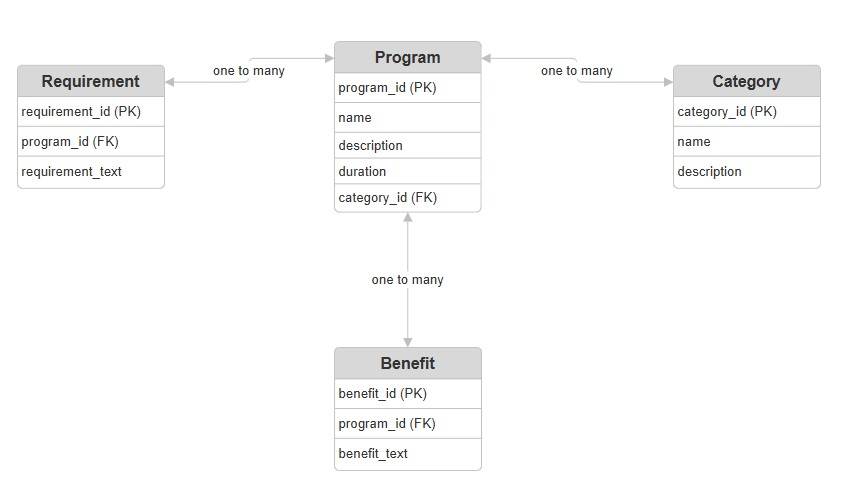 Requirement
requirement_id (PK)
program_id (FK)
requirement_text
one to many
Program
program_id (PK)
name
description
duration
category_id (FK)
one to many
Category
category_id (PK)
name
description
one to many
Benefit
benefit_id (PK)
program_id (FK)
benefit_text